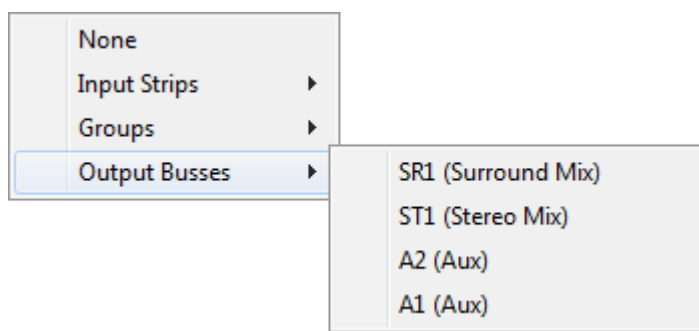 None
Input Strips
Groups
Output Busses
SR1 (Surround Mix)
ST1 (Stereo Mix)
A2 (Aux)
A1 (Aux)